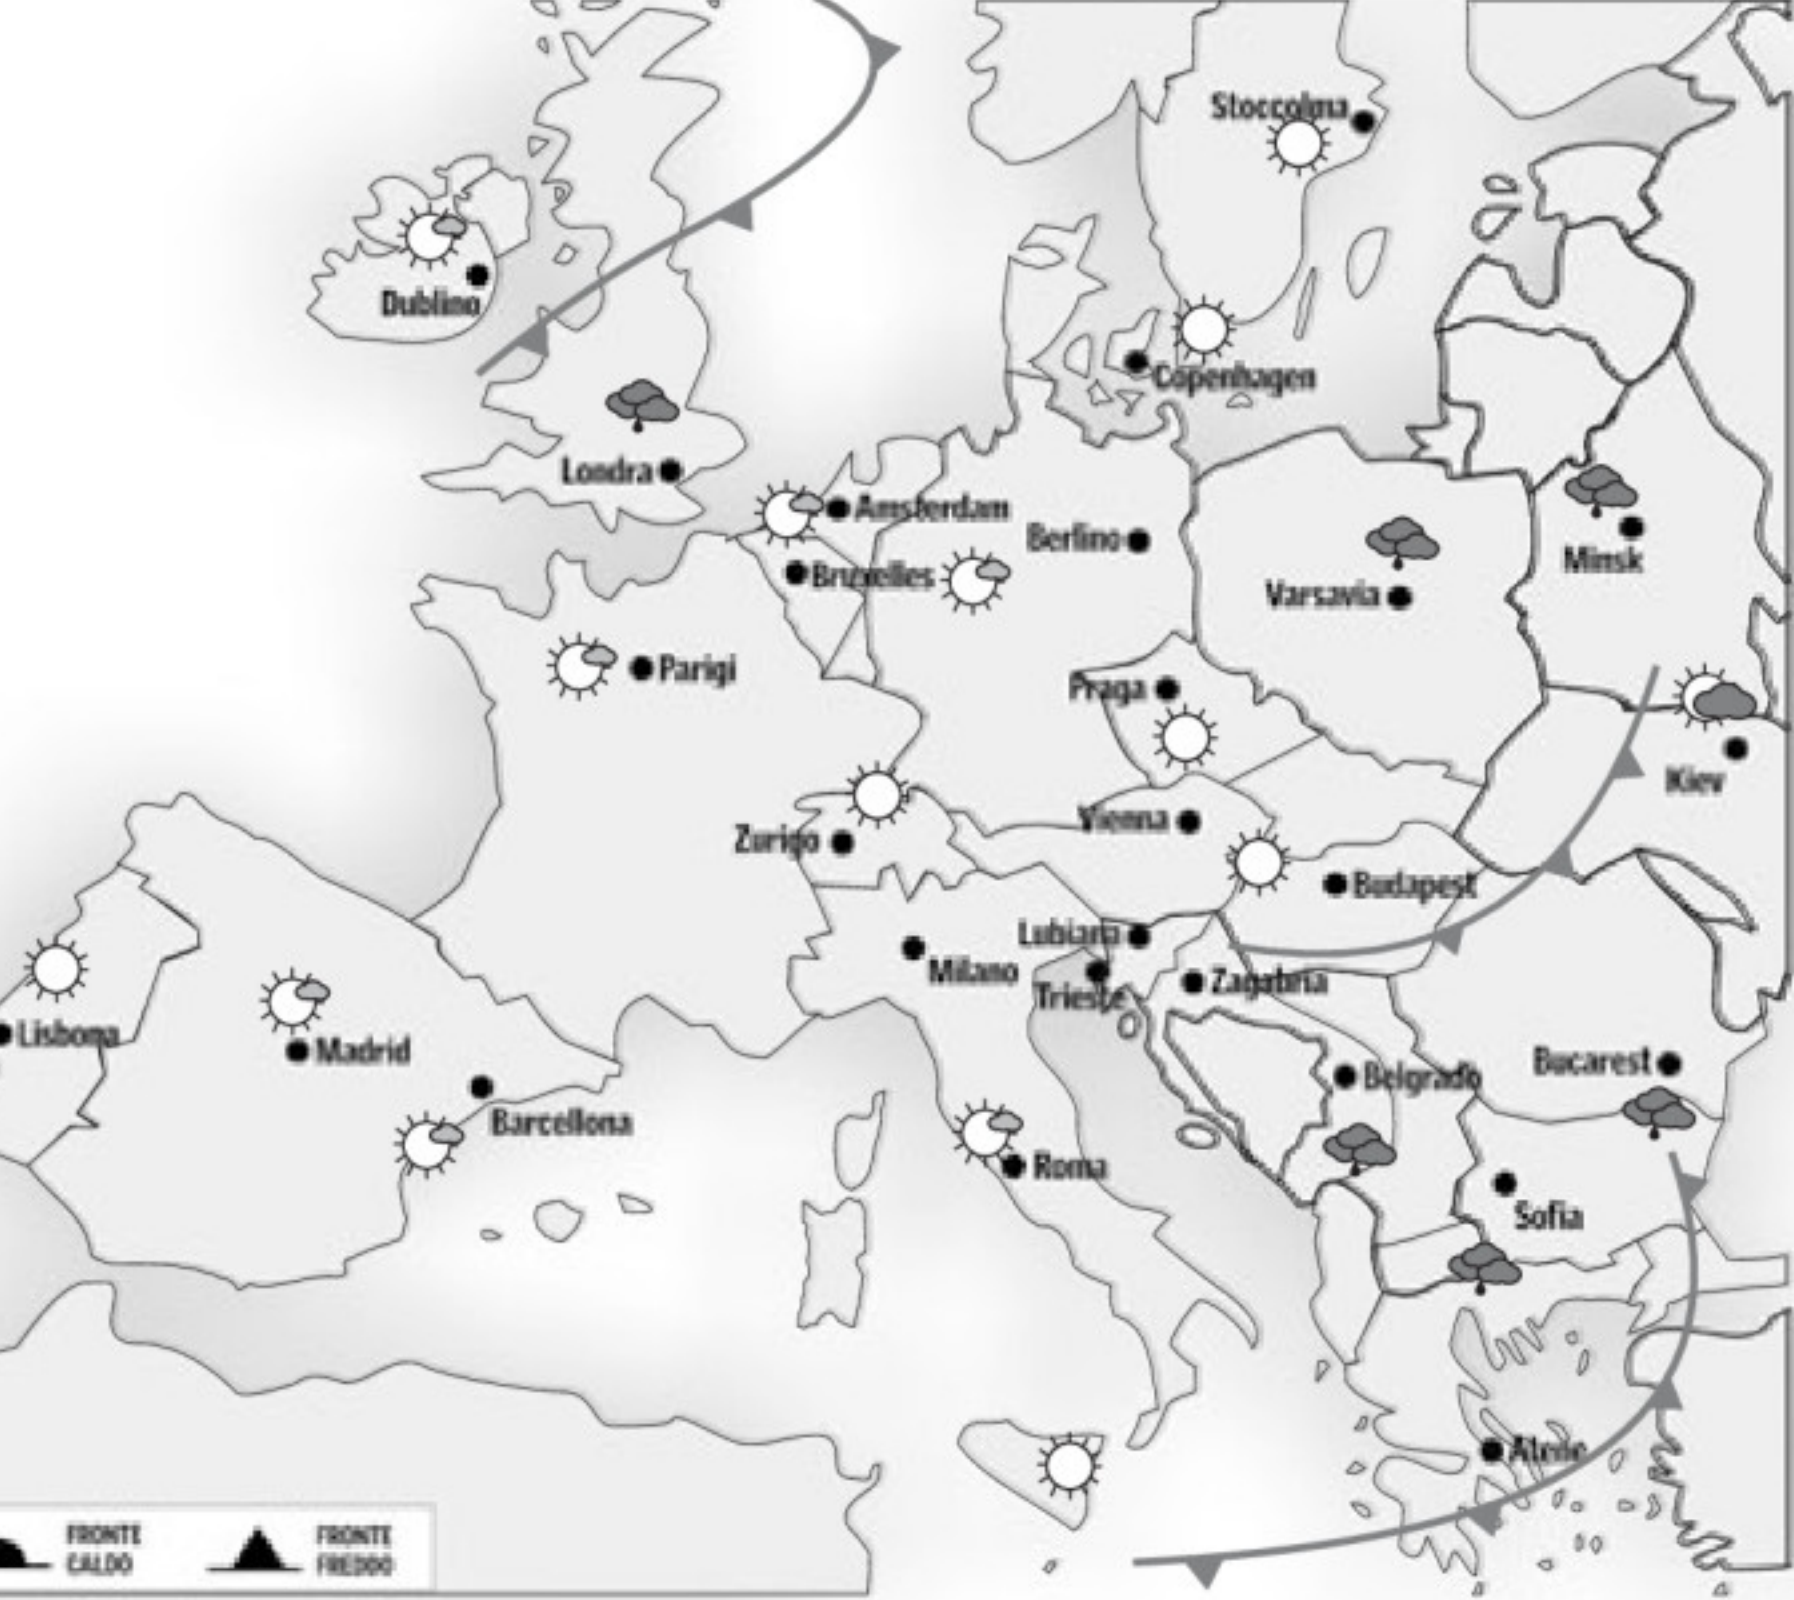 Stoccolma
Dublino
Copenhagen
Londra
Amsterdam
Berlino
Minsk
Bruxelles
Varsavia
Parigi
Praga
Kiev
Vienna
Zurigo
Budapest
Lubiana
Milano
Zagabria
Trieste
Lisbona
Madrid
Bucarest
Belgrado
Barcellona
Roma
Sofia
Atene
FRONTE
CALDO
FRONTE
FREDDO